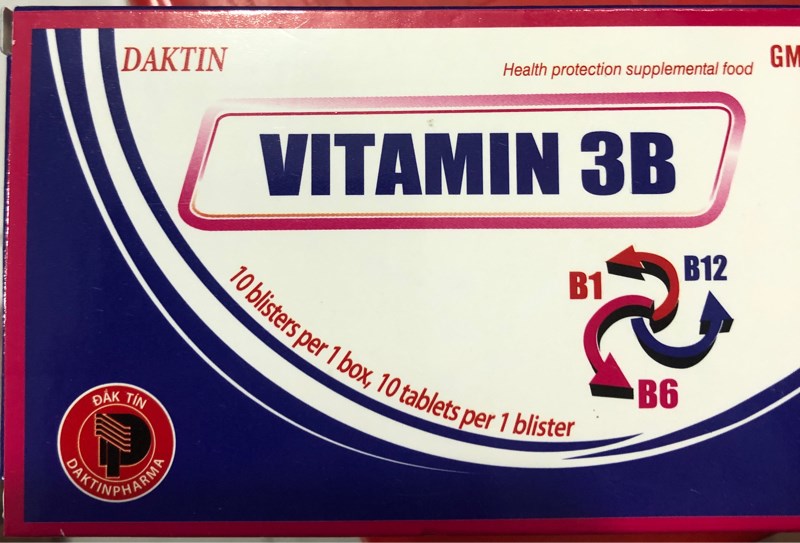 DAKTIN
Health protection supplemental food
GM
VITAMIN 3B
B1
B12
B6
10 blisters per 1 box, 10 tablets per 1 blister
ĐẮK TÍN
DAKTINPHARMA